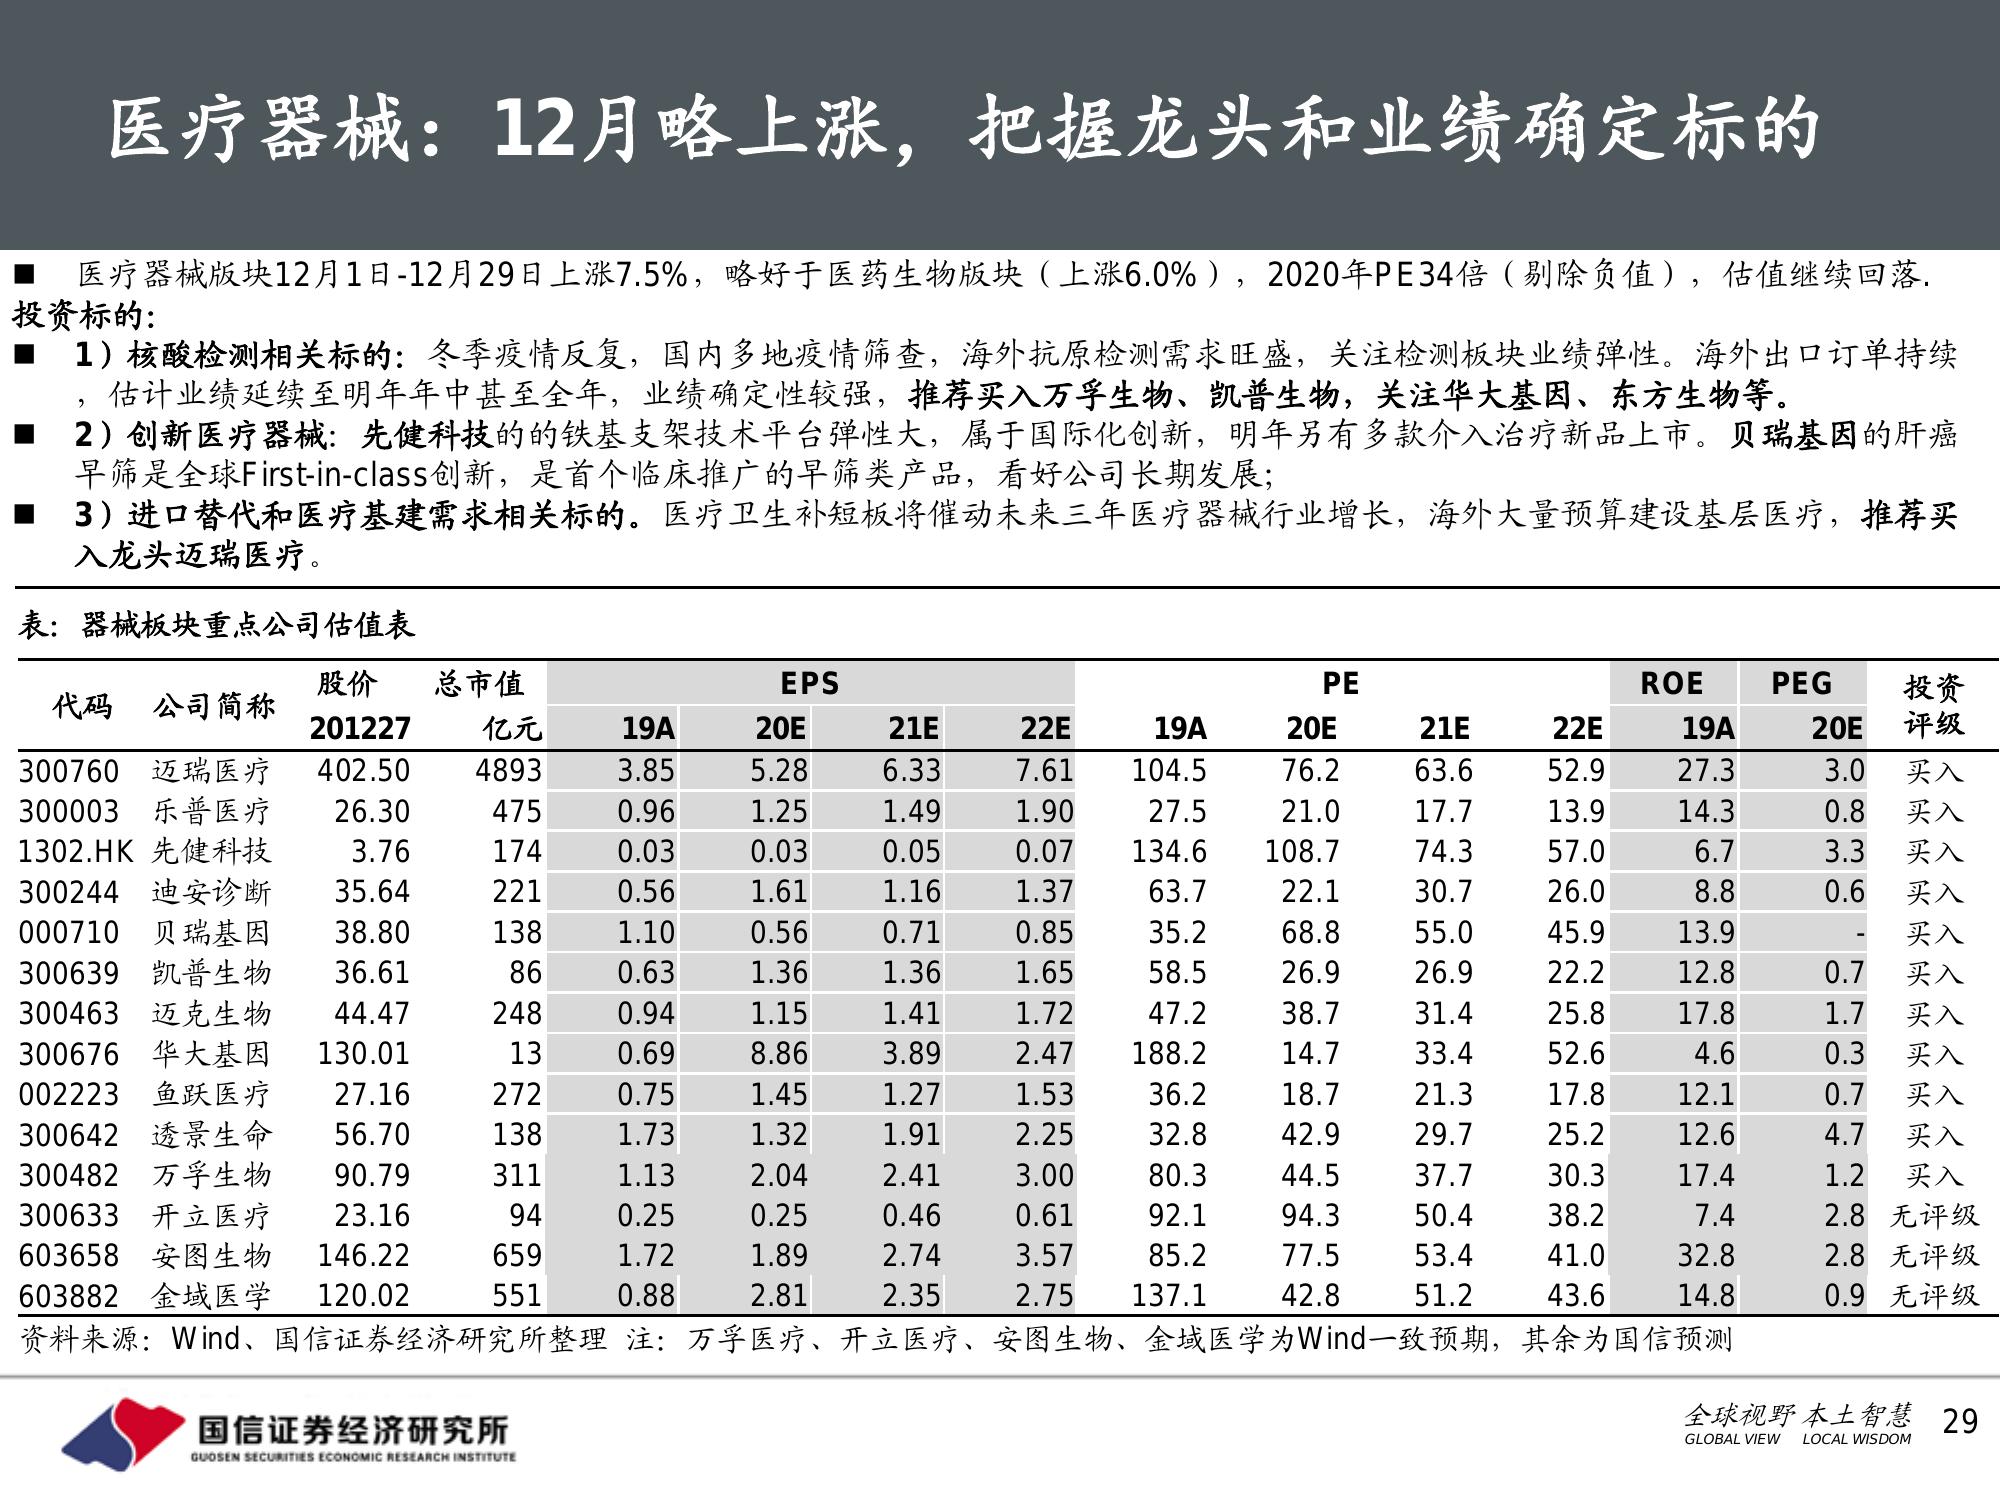 医疗器械：12月略上涨，把握龙头和业绩确定标的
■ 医疗器械版块12月1日-12月29日上涨7.5%，略好于医药生物版块（上涨6.0%），2020年PE34倍（剔除负值），估值继续回落.
投资标的：
■ 1）核酸检测相关标的：冬季疫情反复，国内多地疫情筛查，海外抗原检测需求旺盛，关注检测板块业绩弹性。海外出口订单持续
，估计业绩延续至明年年中甚至全年，业绩确定性较强，推荐买入万孚生物、凯普生物，关注华大基因、东方生物等。
■ 2）创新医疗器械：先健科技的的铁基支架技术平台弹性大，属于国际化创新，明年另有多款介入治疗新品上市。贝瑞基因的肝癌
早筛是全球First-in-class创新，是首个临床推广的早筛类产品，看好公司长期发展；
■ 3）进口替代和医疗基建需求相关标的。医疗卫生补短板将催动未来三年医疗器械行业增长，海外大量预算建设基层医疗，推荐买
入龙头迈瑞医疗。
表：器械板块重点公司估值表
代码 公司简称 股价 总市值 EPS PE ROE PEG 投资
201227 亿元 19A 20E 21E 22E 19A 20E 21E 22E 19A 20E 评级
300760 迈瑞医疗 402.50 4893 3.85 5.28 6.33 7.61 104.5 76.2 63.6 52.9 27.3 3.0 买入
300003 乐普医疗 26.30 475 0.96 1.25 1.49 1.90 27.5 21.0 17.7 13.9 14.3 0.8 买入
1302.HK 先健科技 3.76 174 0.03 0.03 0.05 0.07 134.6 108.7 74.3 57.0 6.7 3.3 买入
300244 迪安诊断 35.64 221 0.56 1.61 1.16 1.37 63.7 22.1 30.7 26.0 8.8 0.6 买入
000710 贝瑞基因 38.80 138 1.10 0.56 0.71 0.85 35.2 68.8 55.0 45.9 13.9 - 买入
300639 凯普生物 36.61 86 0.63 1.36 1.36 1.65 58.5 26.9 26.9 22.2 12.8 0.7 买入
300463 迈克生物 44.47 248 0.94 1.15 1.41 1.72 47.2 38.7 31.4 25.8 17.8 1.7 买入
300676 华大基因 130.01 13 0.69 8.86 3.89 2.47 188.2 14.7 33.4 52.6 4.6 0.3 买入
002223 鱼跃医疗 27.16 272 0.75 1.45 1.27 1.53 36.2 18.7 21.3 17.8 12.1 0.7 买入
300642 透景生命 56.70 138 1.73 1.32 1.91 2.25 32.8 42.9 29.7 25.2 12.6 4.7 买入
300482 万孚生物 90.79 311 1.13 2.04 2.41 3.00 80.3 44.5 37.7 30.3 17.4 1.2 买入
300633 开立医疗 23.16 94 0.25 0.25 0.46 0.61 92.1 94.3 50.4 38.2 7.4 2.8 无评级
603658 安图生物 146.22 659 1.72 1.89 2.74 3.57 85.2 77.5 53.4 41.0 32.8 2.8 无评级
603882 金域医学 120.02 551 0.88 2.81 2.35 2.75 137.1 42.8 51.2 43.6 14.8 0.9 无评级
资料来源：Wind、国信证券经济研究所整理 注：万孚医疗、开立医疗、安图生物、金域医学为Wind一致预期，其余为国信预测
国信证券经济研究所
GUOSEN SECURITIES ECONOMIC RESEARCH INSTITUTE
全球视野 本土智慧
GLOBAL VIEW LOCAL WISDOM
29